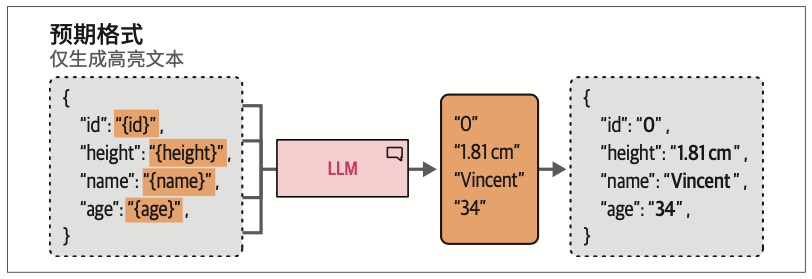 预期格式
仅生成高亮文本
{
"id": "{id}",
"height": "{height}",
"name": "{name}",
"age": "{age}",
}
LLM
"0"
"1.81 cm"
"Vincent"
"34"
{
"id": "0",
"height": "1.81 cm",
"name": "Vincent",
"age": "34",
}